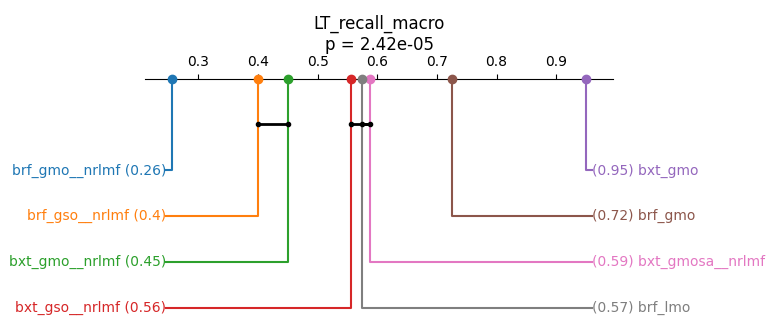 LT_recall_macro
p = 2.42e-05
0.3 0.4 0.5 0.6 0.7 0.8 0.9
brf_gmo__nrlmf (0.26)
(0.95) bxt_gmo
brf_gso__nrlmf (0.4)
(0.72) brf_gmo
bxt_gmo__nrlmf (0.45)
(0.59) bxt_gmosa__nrlmf
bxt_gso__nrlmf (0.56)
(0.57) brf_lmo